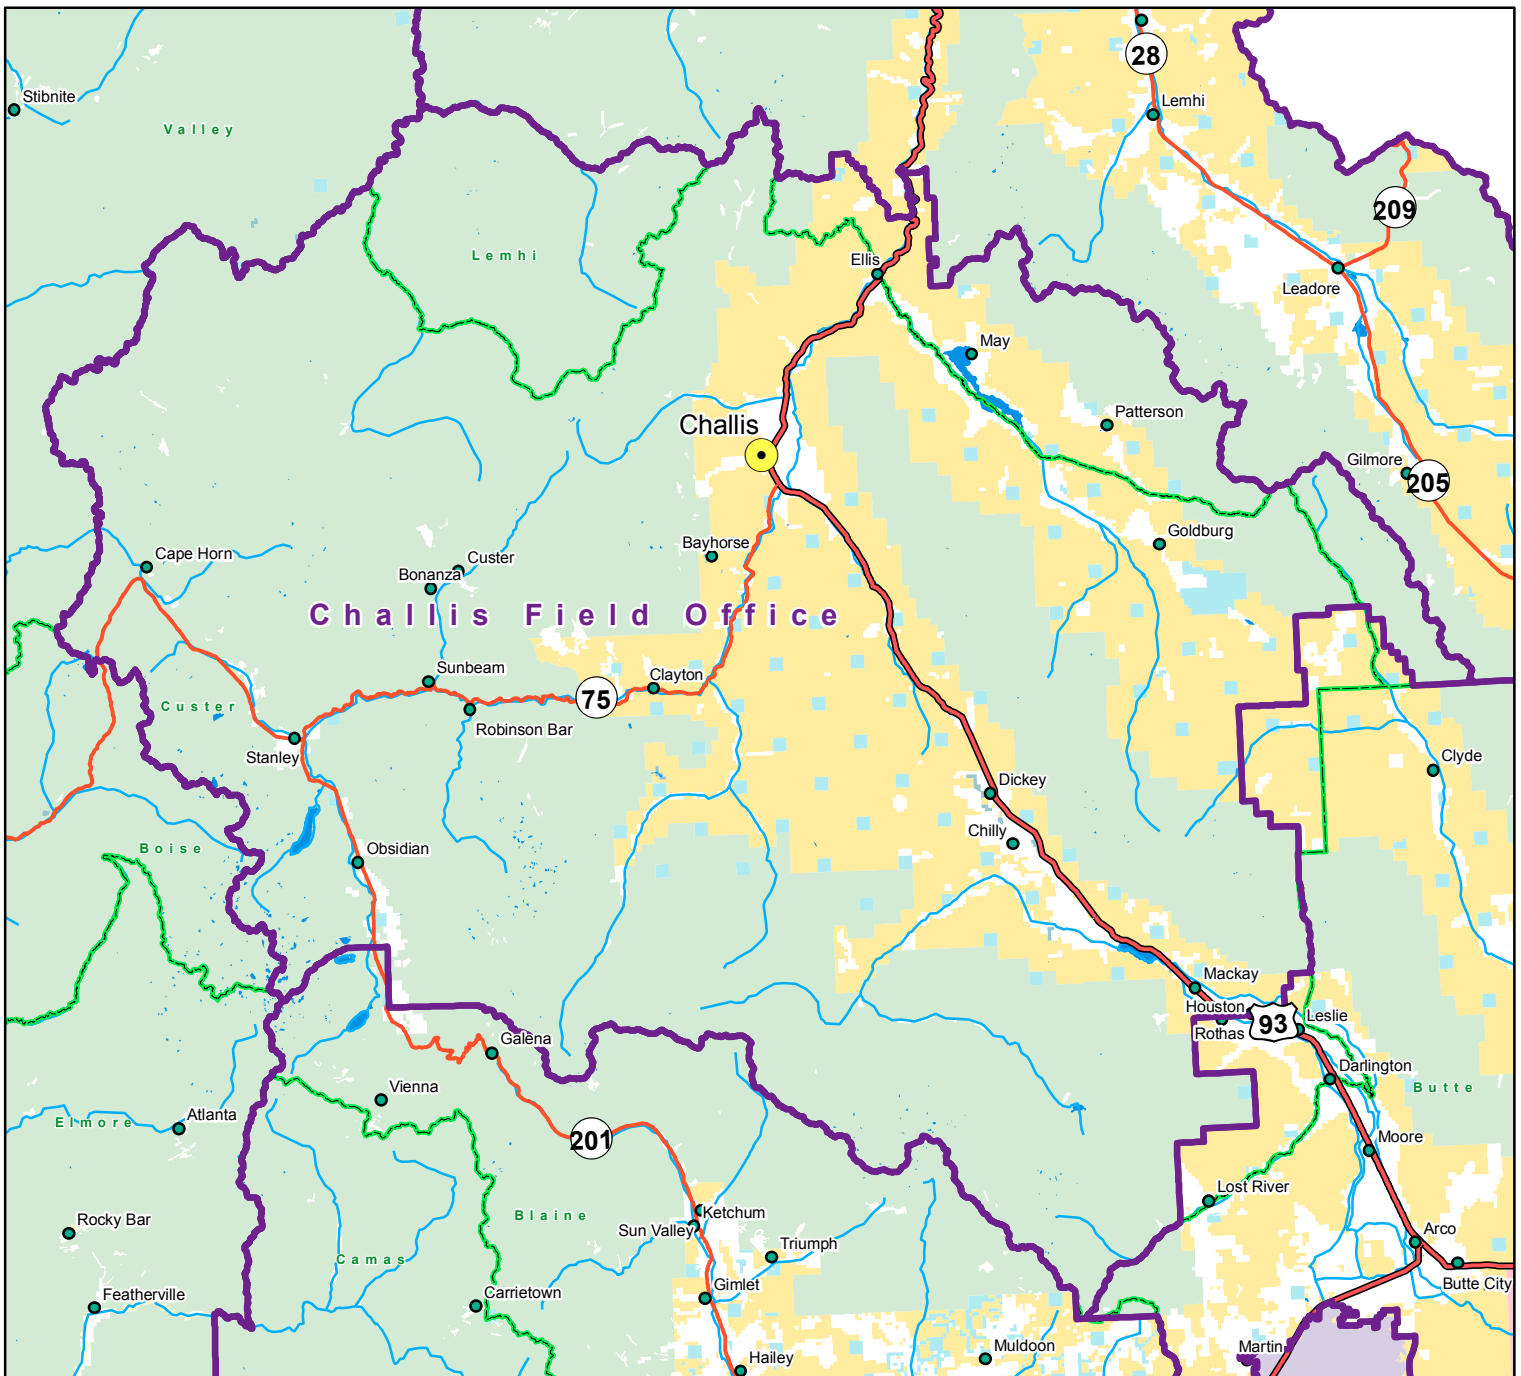 28
Stibnite
Lemhi
Valley
209
Lemhi
Ellis
Leadore
May
Patterson
Challis
Gilmore
205
Goldburg
Bayhorse
Cape Horn
Custer
Bonanza
Challis Field Office
Sunbeam
Clayton
75
Custer
Robinson Bar
Stanley
Clyde
Dickey
Chilly
Boise
Obsidian
Mackay
Houston
93
Leslie
Rothas
Galena
Darlington
Vienna
Butte
Atlanta
Elmore
201
Moore
Lost River
Ketchum
Blaine
Rocky Bar
Sun Valley
Arco
Triumph
Camas
Gimlet
Butte City
Carrietown
Featherville
Muldoon
Martin
Hailey